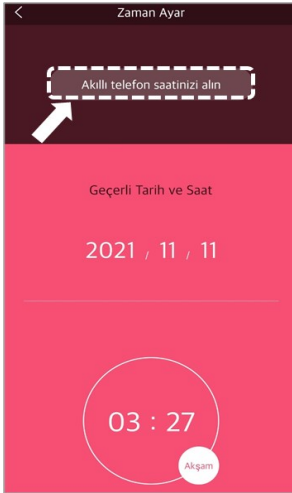 Zaman Ayar
Akıllı telefon saatinizi alın
Geçerli Tarih ve Saat
2021 / 11 / 11
03 : 27
Akşam